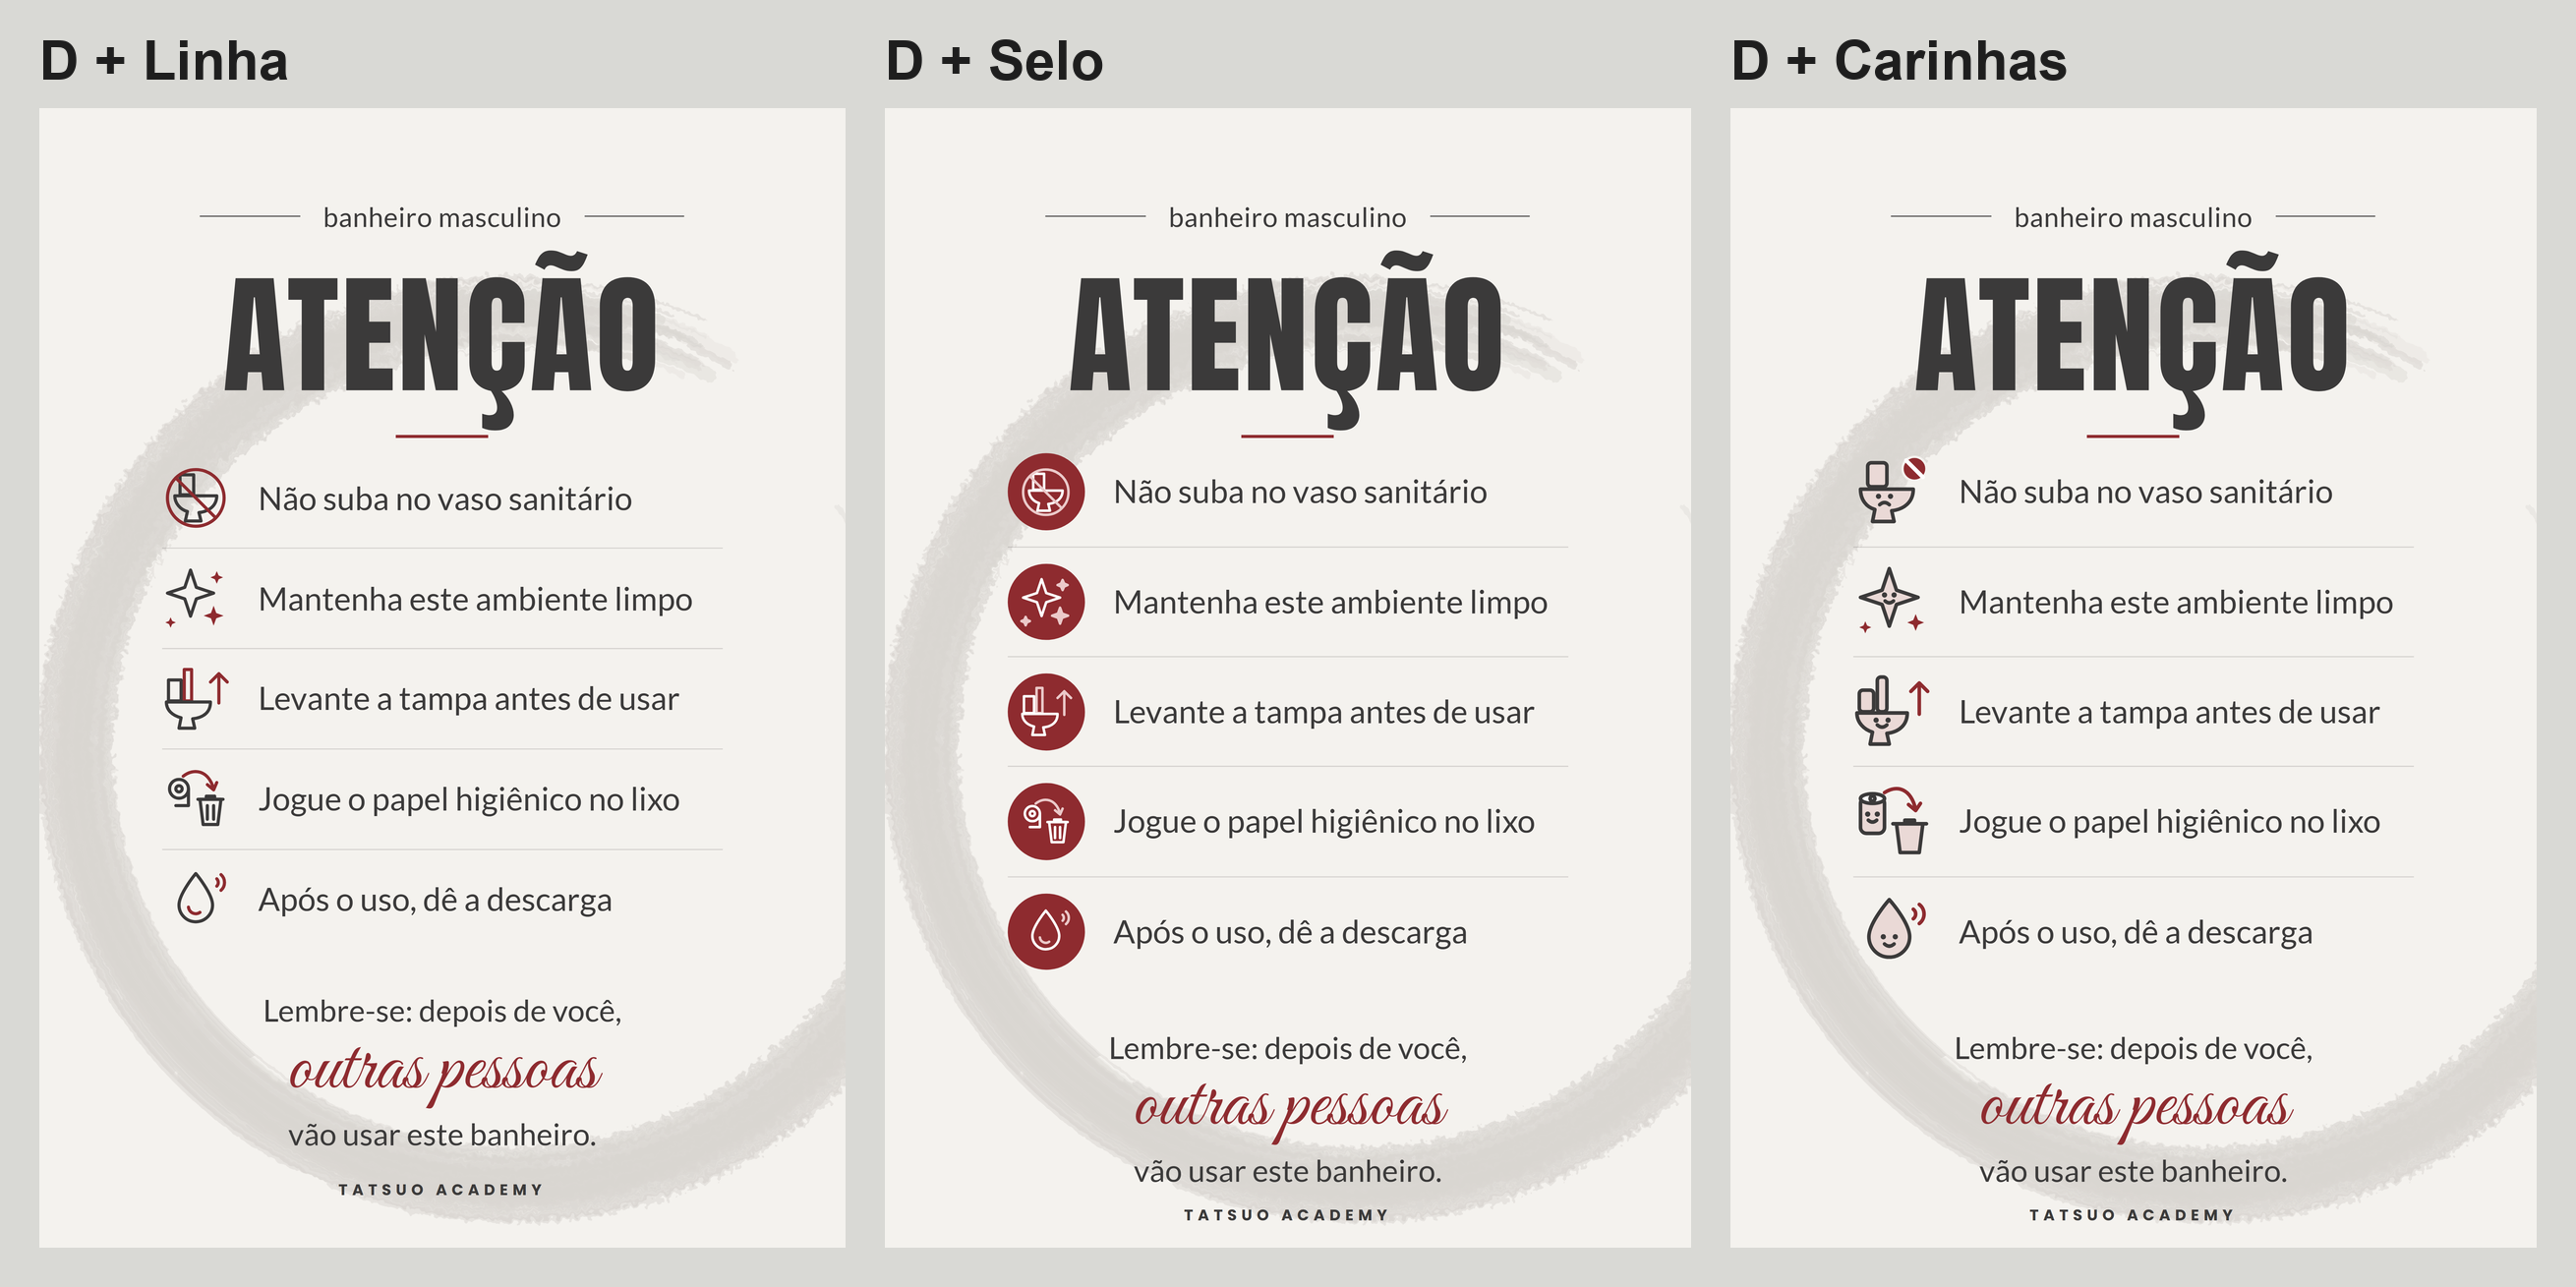 D + Linha
banheiro masculino
ATENÇÃO
Não suba no vaso sanitário
Mantenha este ambiente limpo
Levante a tampa antes de usar
Jogue o papel higiênico no lixo
Após o uso, dê a descarga
Lembre-se: depois de você,
outras pessoas
vão usar este banheiro.
TATSUO ACADEMY
D + Selo
banheiro masculino
ATENÇÃO
Não suba no vaso sanitário
Mantenha este ambiente limpo
Levante a tampa antes de usar
Jogue o papel higiênico no lixo
Após o uso, dê a descarga
Lembre-se: depois de você,
outras pessoas
vão usar este banheiro.
TATSUO ACADEMY
D + Carinhas
banheiro masculino
ATENÇÃO
Não suba no vaso sanitário
Mantenha este ambiente limpo
Levante a tampa antes de usar
Jogue o papel higiênico no lixo
Após o uso, dê a descarga
Lembre-se: depois de você,
outras pessoas
vão usar este banheiro.
TATSUO ACADEMY